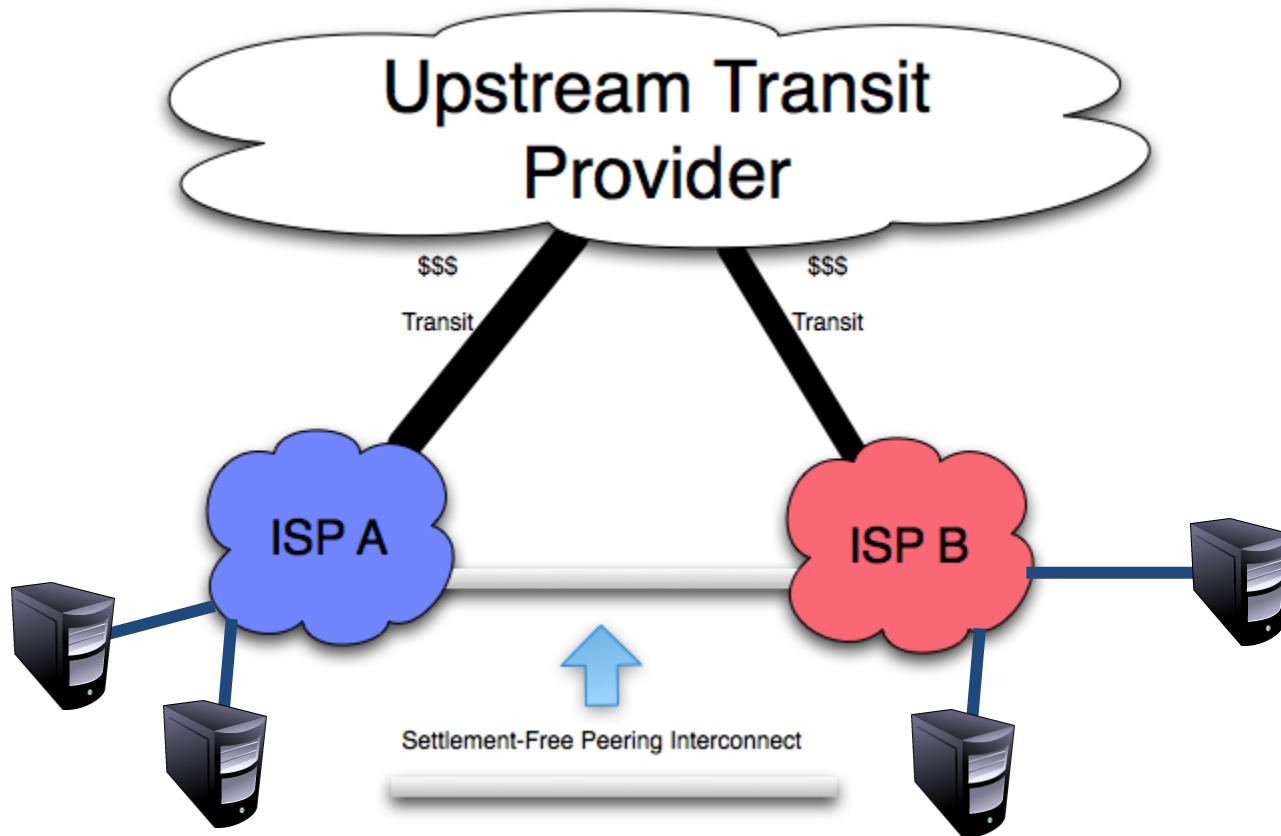 Upstream Transit
Provider
$$$
$$$
Transit
Transit
ISP A
ISP B
Settlement-Free Peering Interconnect